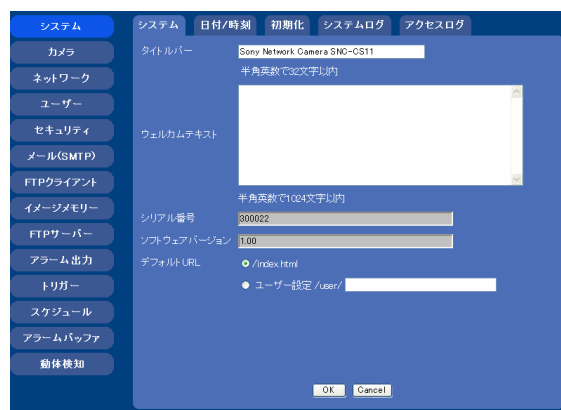 システム
カメラ
ネットワーク
ユーザー
セキュリティ
メール(SMTP)
FTPクライアント
イメージメモリー
FTPサーバー
アラーム出力
トリガー
スケジュール
アラームバッファ
動体検知
システム 日付/時刻 初期化 システムログ アクセスログ
タイトルバー Sony Network Camera SNC-CS11
半角英数で32文字以内
ウェルカムテキスト
半角英数で1024文字以内
シリアル番号 300022
ソフトウェアバージョン 1.00
デフォルトURL /index.html
ユーザー設定 /user/
OK Cancel